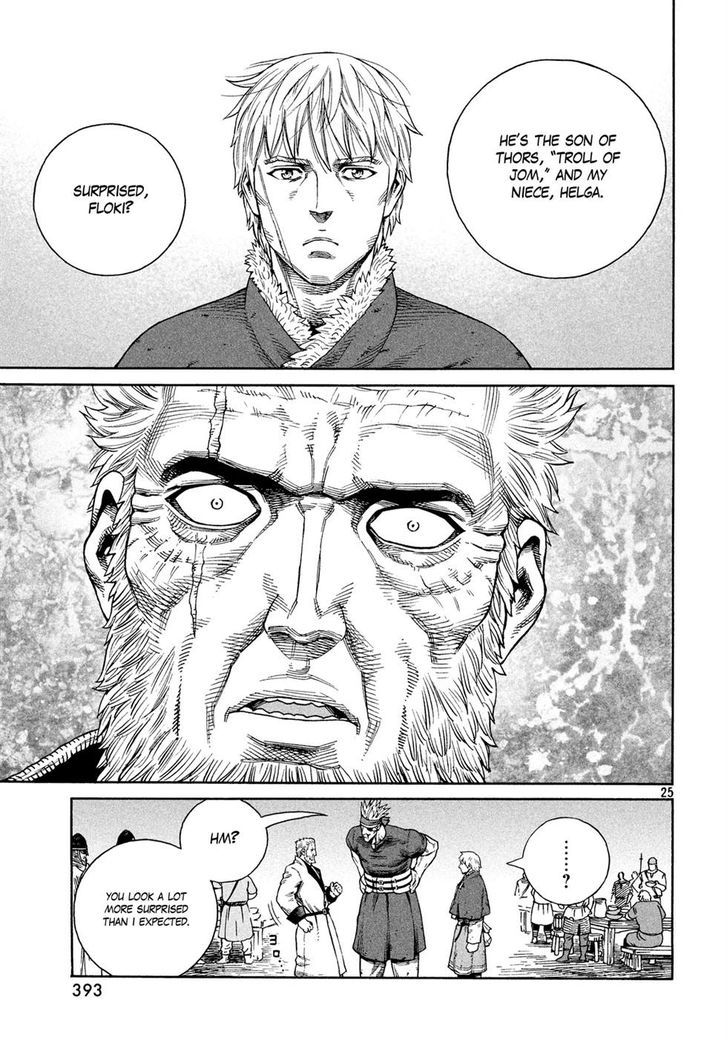 HE'S THE SON OF
THORS, "TROLL OF
JOM," AND MY
NIECE, HELGA.
SURPRISED,
FLOKI?
25
......
?
HM?
YOU LOOK A LOT
MORE SURPRISED
THAN I EXPECTED.
393